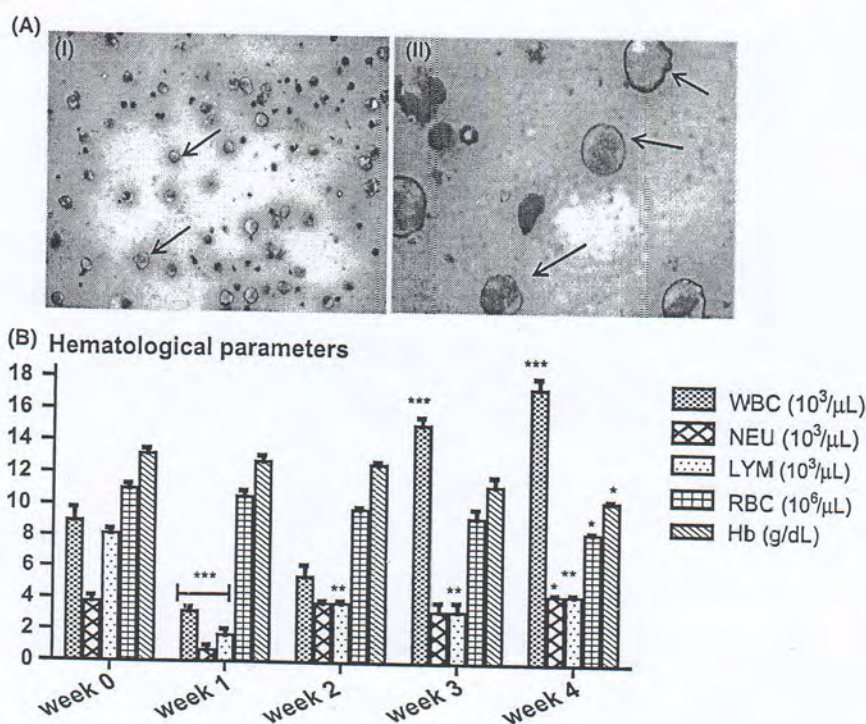 (A)
(I)
(II)
(B) Hematological parameters
18
16
14
12
10
8
6
4
2
0
***
**
***
**
***
*
**
*
*
week 0
week 1
week 2
week 3
week 4
WBC (10³/µL)
NEU (10³/µL)
LYM (10³/µL)
RBC (10⁶/µL)
Hb (g/dL)